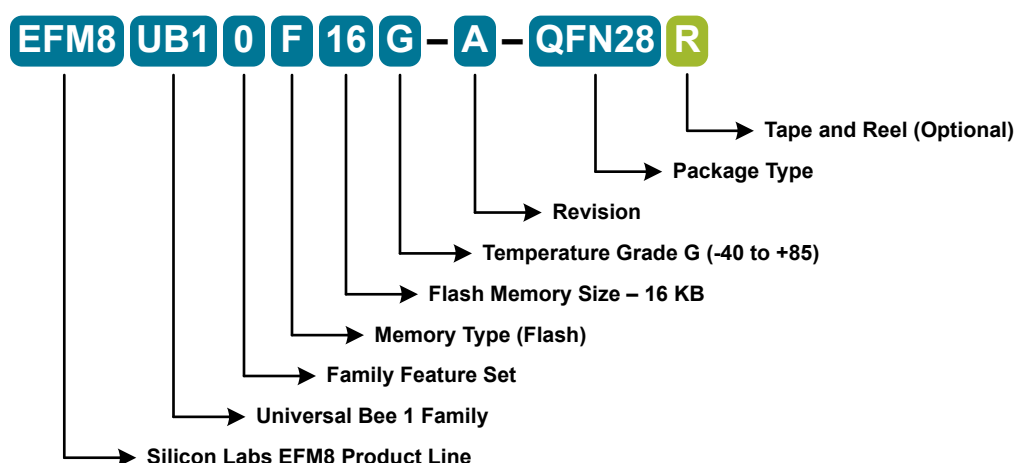 EFM8 UB1 0 F 16 G – A – QFN28 R
Tape and Reel (Optional)
Package Type
Revision
Temperature Grade G (-40 to +85)
Flash Memory Size – 16 KB
Memory Type (Flash)
Family Feature Set
Universal Bee 1 Family
Silicon Labs EFM8 Product Line